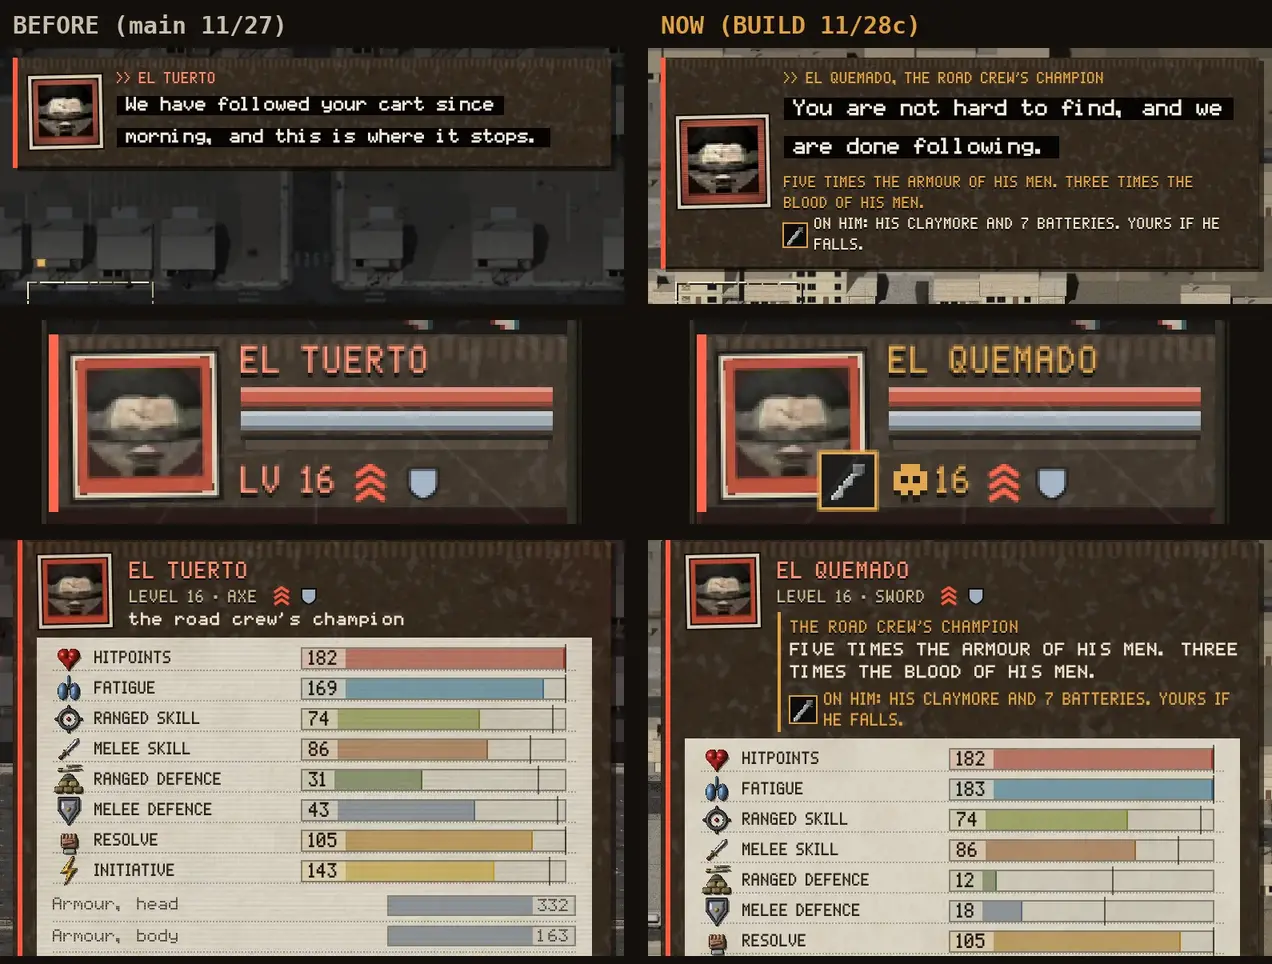 BEFORE (main 11/27)
>> EL TUERTO
We have followed your cart since
morning, and this is where it stops.
EL TUERTO
LV 16
EL TUERTO
LEVEL 16 · AXE
the road crew's champion
HITPOINTS 182
FATIGUE 169
RANGED SKILL 74
MELEE SKILL 86
RANGED DEFENCE 31
MELEE DEFENCE 43
RESOLVE 105
INITIATIVE 143
Armour, head 332
Armour, body 163
NOW (BUILD 11/28c)
>> EL QUEMADO, THE ROAD CREW'S CHAMPION
You are not hard to find, and we
are done following.
FIVE TIMES THE ARMOUR OF HIS MEN. THREE TIMES THE
BLOOD OF HIS MEN.
ON HIM: HIS CLAYMORE AND 7 BATTERIES. YOURS IF HE
FALLS.
EL QUEMADO
16
EL QUEMADO
LEVEL 16 · SWORD
THE ROAD CREW'S CHAMPION
FIVE TIMES THE ARMOUR OF HIS MEN. THREE
TIMES THE BLOOD OF HIS MEN.
ON HIM: HIS CLAYMORE AND 7 BATTERIES. YOURS IF
HE FALLS.
HITPOINTS 182
FATIGUE 183
RANGED SKILL 74
MELEE SKILL 86
RANGED DEFENCE 12
MELEE DEFENCE 18
RESOLVE 105